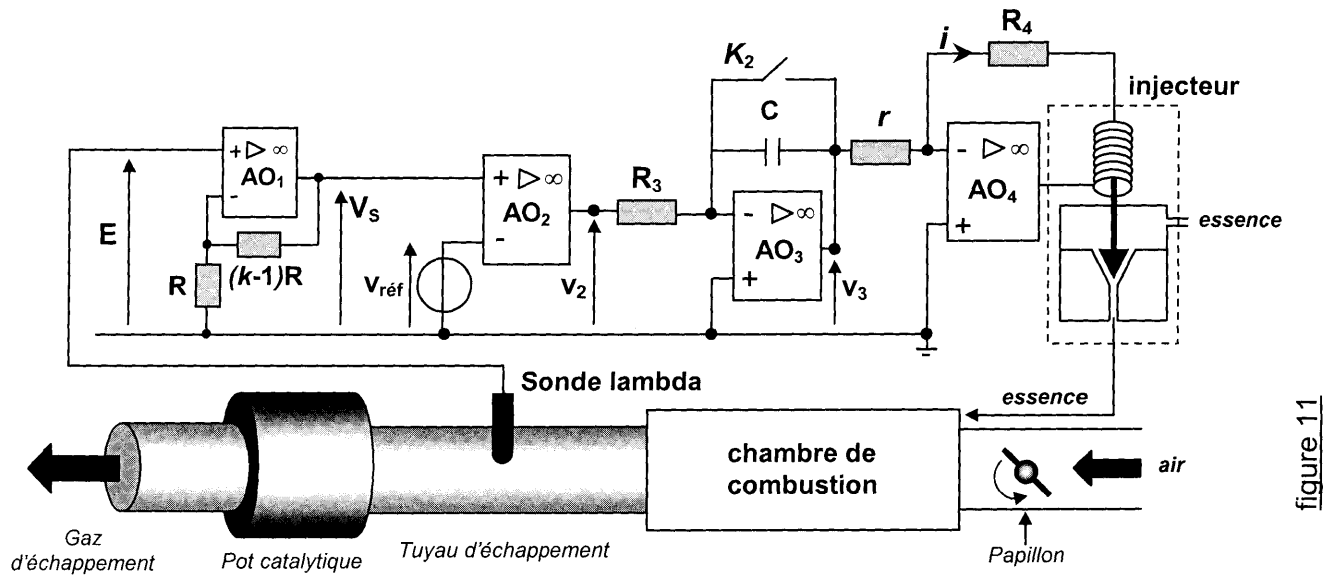 R₄
i
K₂
injecteur
C
r
+ ▷ ∞
AO₁
-
- ▷ ∞
AO₄
+
+ ▷ ∞
AO₂
-
R₃
Vₛ
E
essence
- ▷ ∞
AO₃
+
R
(k-1)R
v_réf
v₂
v₃
Sonde lambda
essence
chambre de
combustion
air
figure 11
Gaz
d'échappement
Pot catalytique
Tuyau d'échappement
Papillon